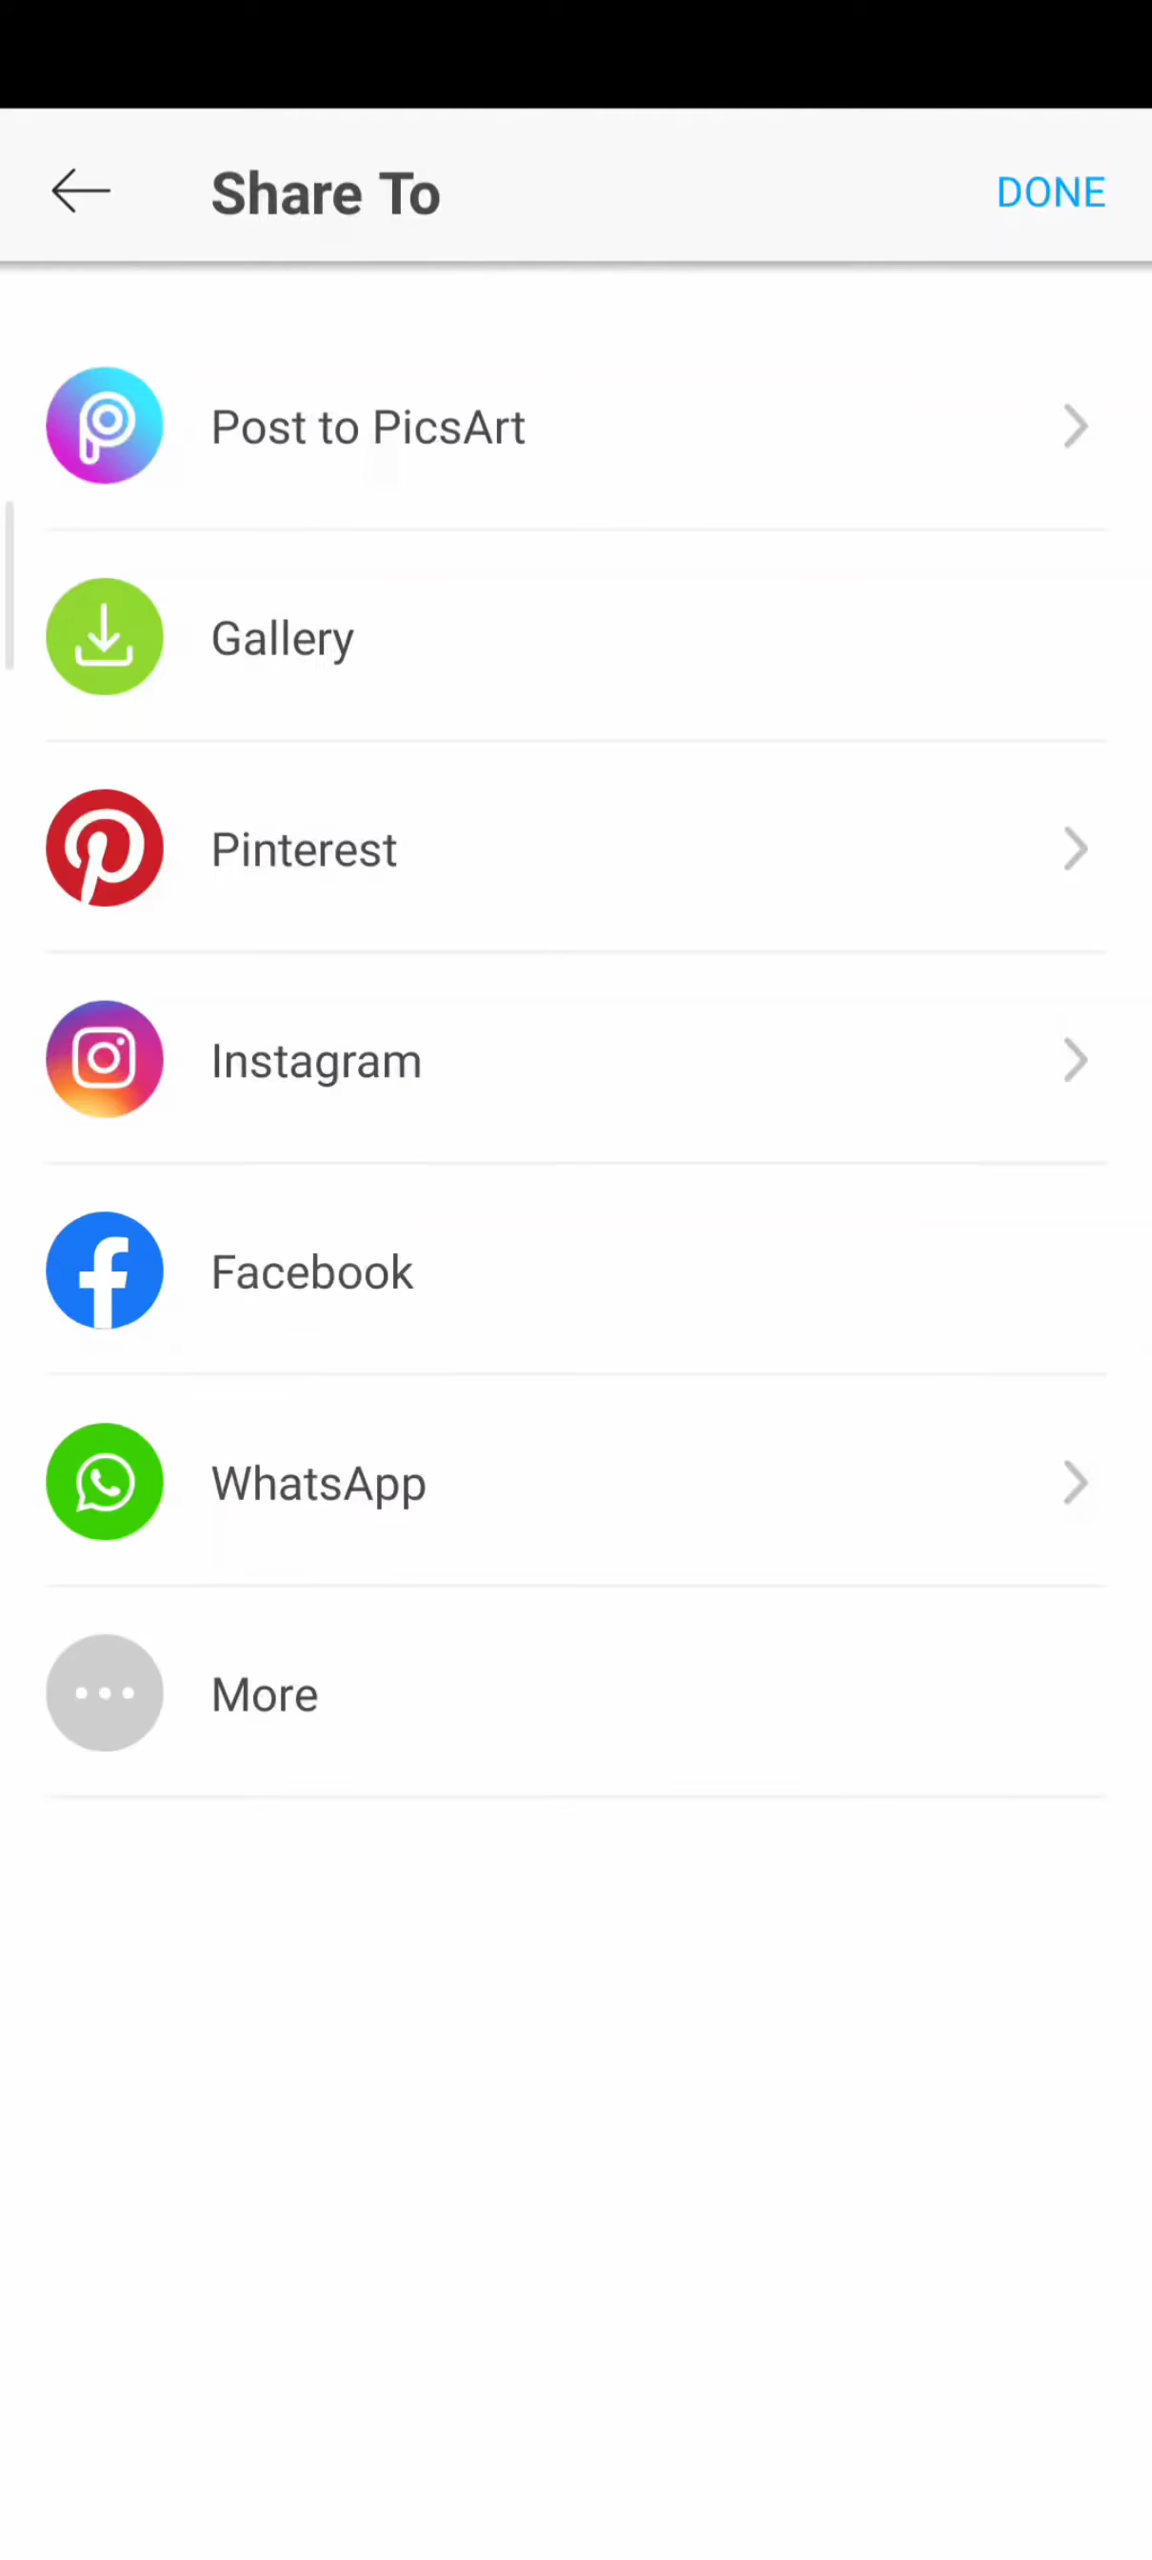 Share To
DONE
Post to PicsArt
Gallery
Pinterest
Instagram
Facebook
WhatsApp
More